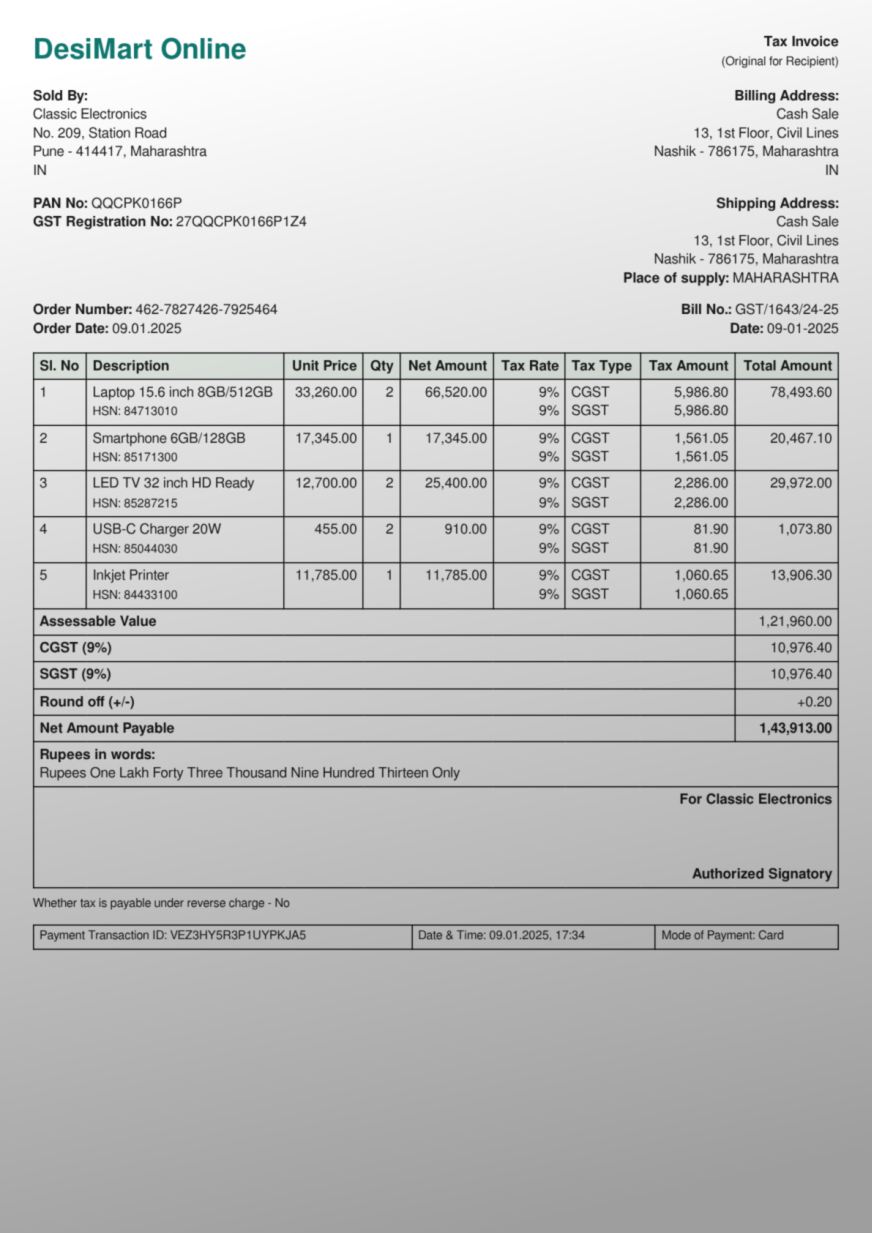 DesiMart Online
Tax Invoice
(Original for Recipient)
Sold By:
Classic Electronics
No. 209, Station Road
Pune - 414417, Maharashtra
IN
Billing Address:
Cash Sale
13, 1st Floor, Civil Lines
Nashik - 786175, Maharashtra
IN
PAN No: QQCPK0166P
GST Registration No: 27QQCPK0166P1Z4
Shipping Address:
Cash Sale
13, 1st Floor, Civil Lines
Nashik - 786175, Maharashtra
Place of supply: MAHARASHTRA
Order Number: 462-7827426-7925464
Order Date: 09.01.2025
Bill No.: GST/1643/24-25
Date: 09-01-2025
Sl. No Description Unit Price Qty Net Amount Tax Rate Tax Type Tax Amount Total Amount
1 Laptop 15.6 inch 8GB/512GB 33,260.00 2 66,520.00 9% CGST 5,986.80 78,493.60
HSN: 84713010 9% SGST 5,986.80
2 Smartphone 6GB/128GB 17,345.00 1 17,345.00 9% CGST 1,561.05 20,467.10
HSN: 85171300 9% SGST 1,561.05
3 LED TV 32 inch HD Ready 12,700.00 2 25,400.00 9% CGST 2,286.00 29,972.00
HSN: 85287215 9% SGST 2,286.00
4 USB-C Charger 20W 455.00 2 910.00 9% CGST 81.90 1,073.80
HSN: 85044030 9% SGST 81.90
5 Inkjet Printer 11,785.00 1 11,785.00 9% CGST 1,060.65 13,906.30
HSN: 84433100 9% SGST 1,060.65
Assessable Value 1,21,960.00
CGST (9%) 10,976.40
SGST (9%) 10,976.40
Round off (+/-) +0.20
Net Amount Payable 1,43,913.00
Rupees in words:
Rupees One Lakh Forty Three Thousand Nine Hundred Thirteen Only
For Classic Electronics
Authorized Signatory
Whether tax is payable under reverse charge - No
Payment Transaction ID: VEZ3HY5R3P1UYPKJA5 Date & Time: 09.01.2025, 17:34 Mode of Payment: Card